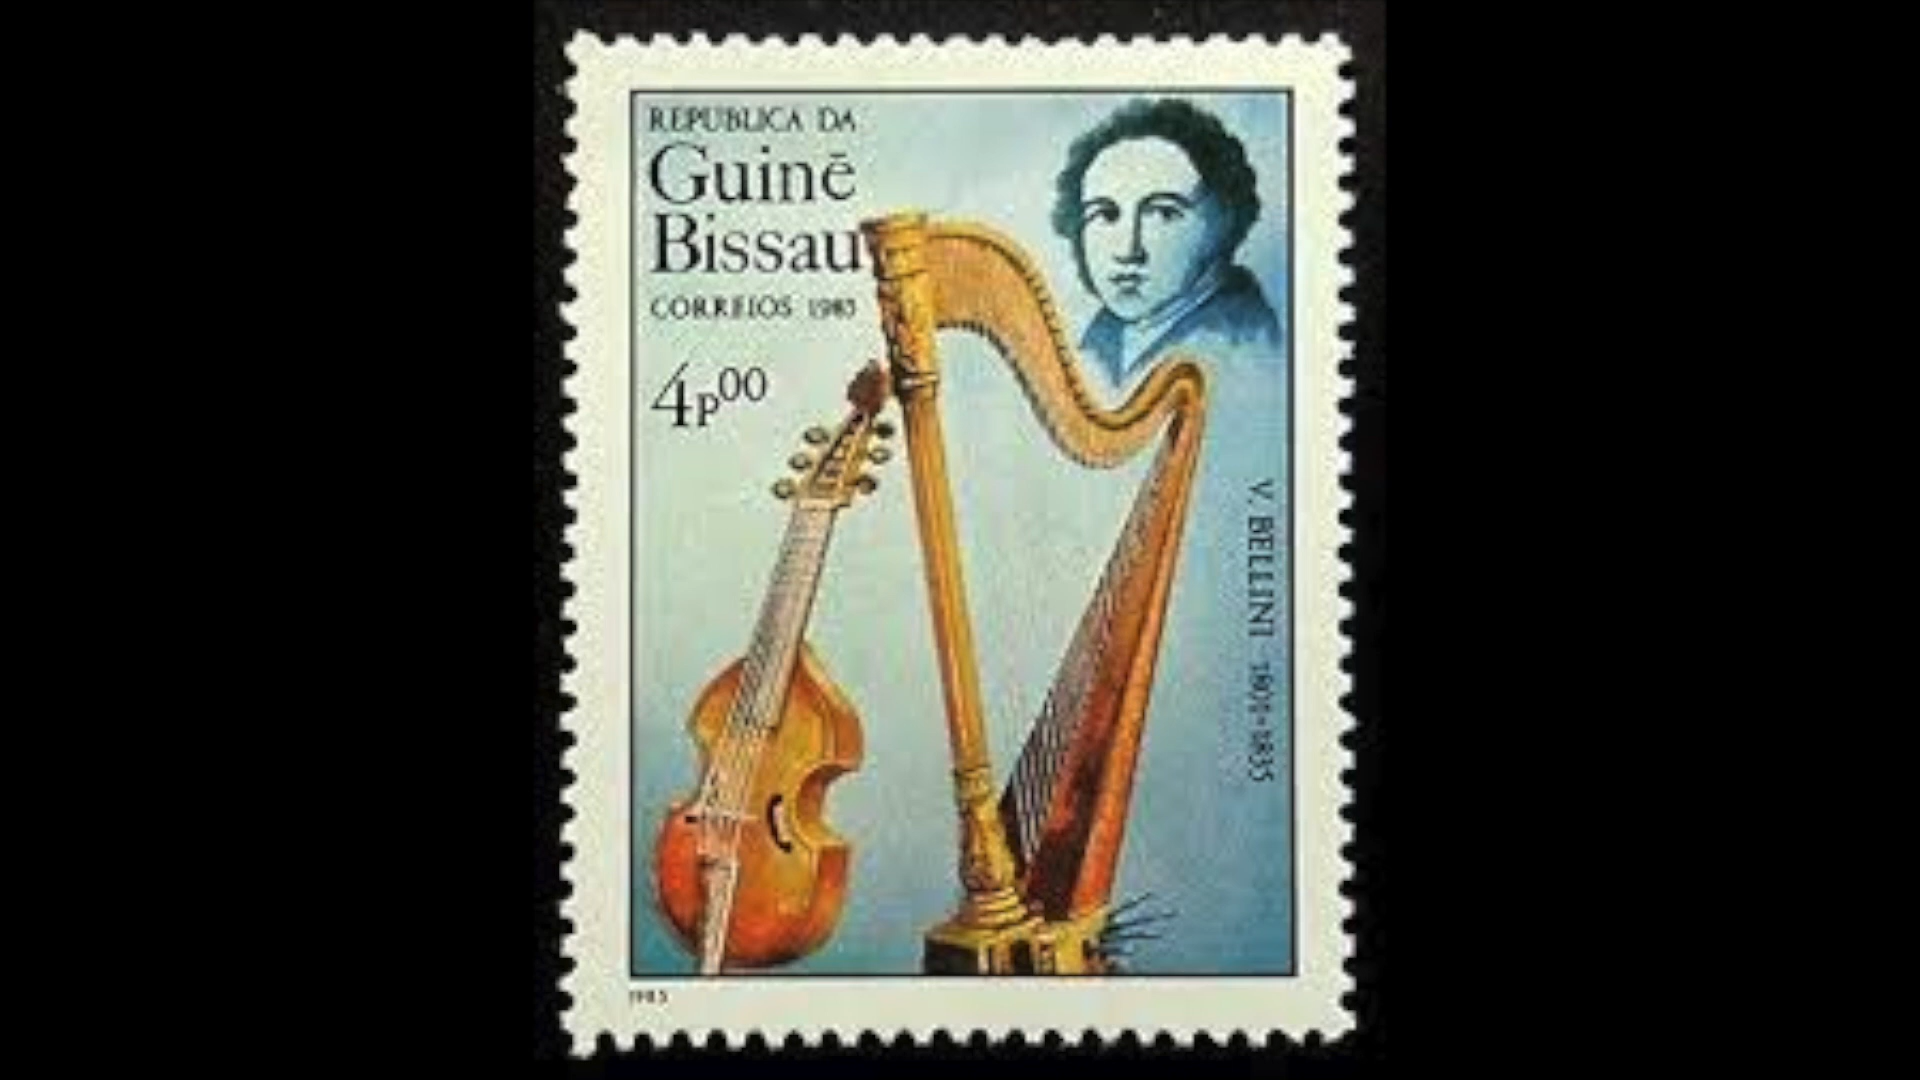 REPUBLICA DA
Guinē
Bissau
CORREIOS 1985
4P00
V. BELLINI 1801-1835
1985